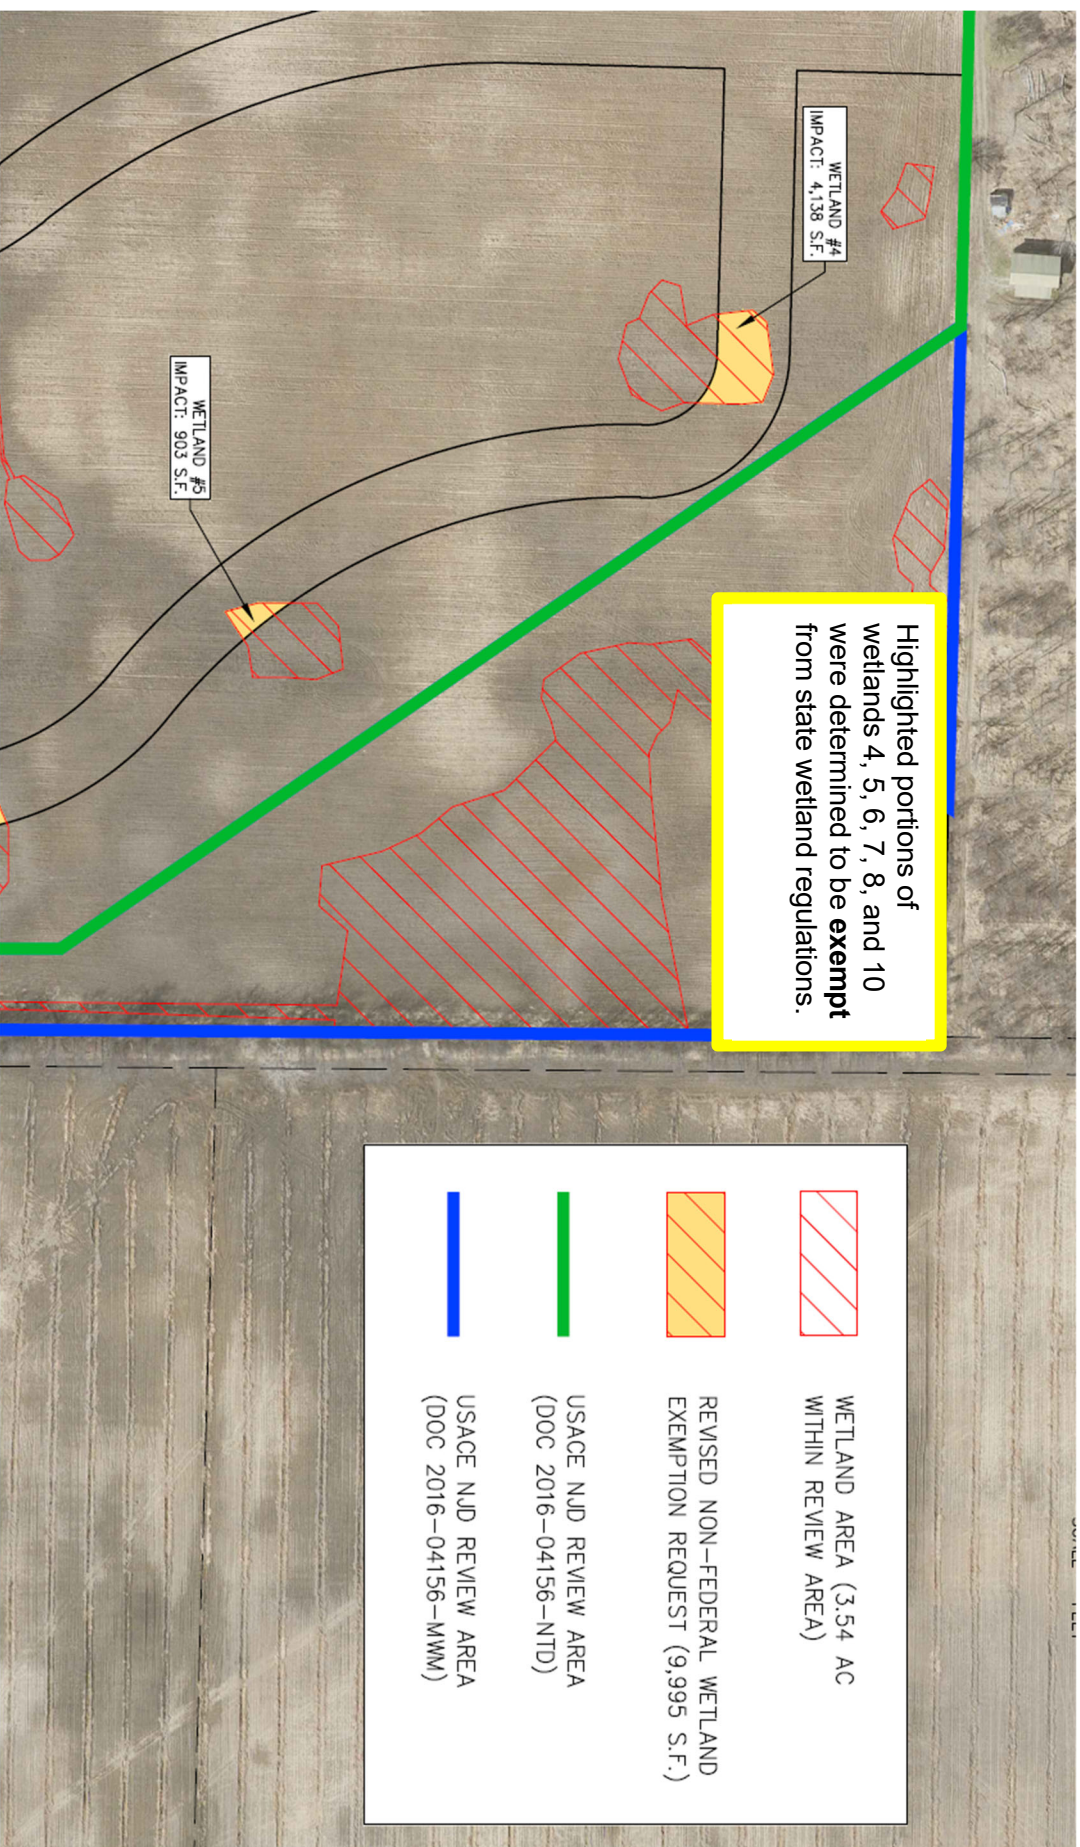 WETLAND #4
IMPACT: 4,138 S.F.
WETLAND #5
IMPACT: 903 S.F.
Highlighted portions of
wetlands 4, 5, 6, 7, 8, and 10
were determined to be exempt
from state wetland regulations.
WETLAND AREA (3.54 AC
WITHIN REVIEW AREA)
REVISED NON-FEDERAL WETLAND
EXEMPTION REQUEST (9,995 S.F.)
USACE NJD REVIEW AREA
(DOC 2016-04156-NTD)
USACE NJD REVIEW AREA
(DOC 2016-04156-MWM)